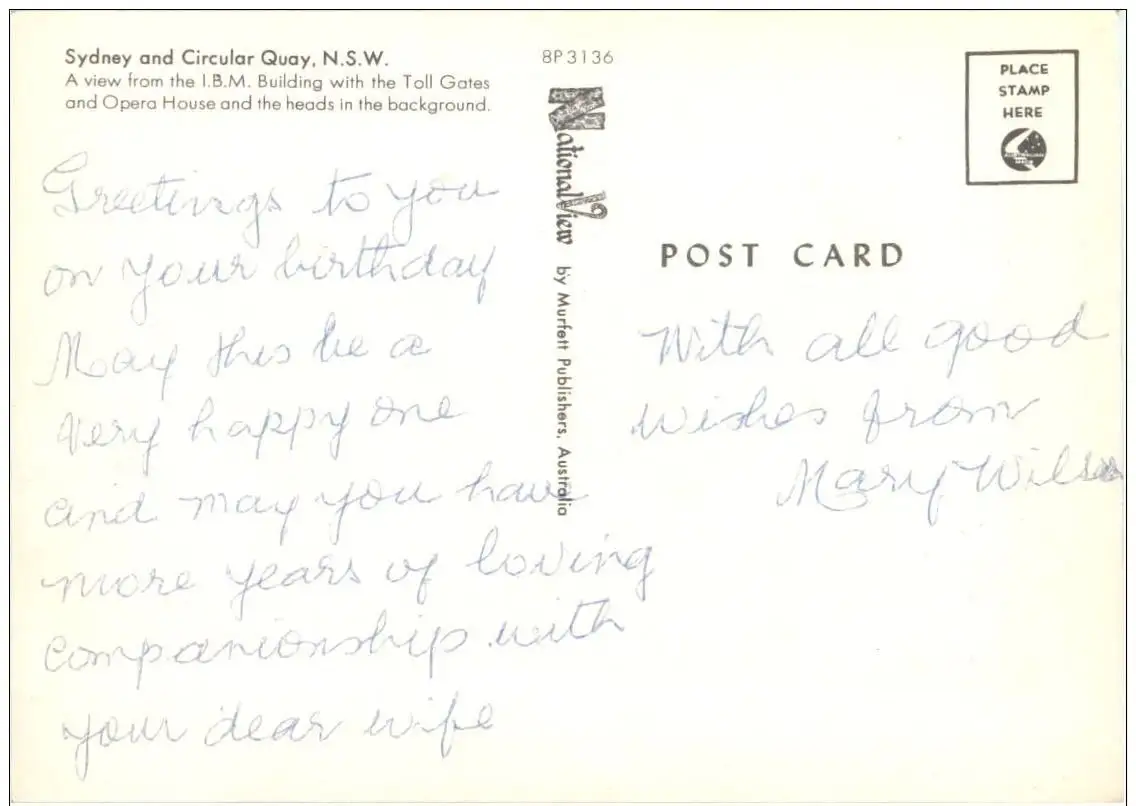 Sydney and Circular Quay, N.S.W.
A view from the I.B.M. Building with the Toll Gates
and Opera House and the heads in the background.
8P3136
PLACE
STAMP
HERE
National View by Murfett Publishers, Australia
POST CARD
Greetings to you
on your birthday
May this be a
very happy one
and may you have
more years of loving
companionship with
your dear wife
With all good
wishes from
Mary Wilson